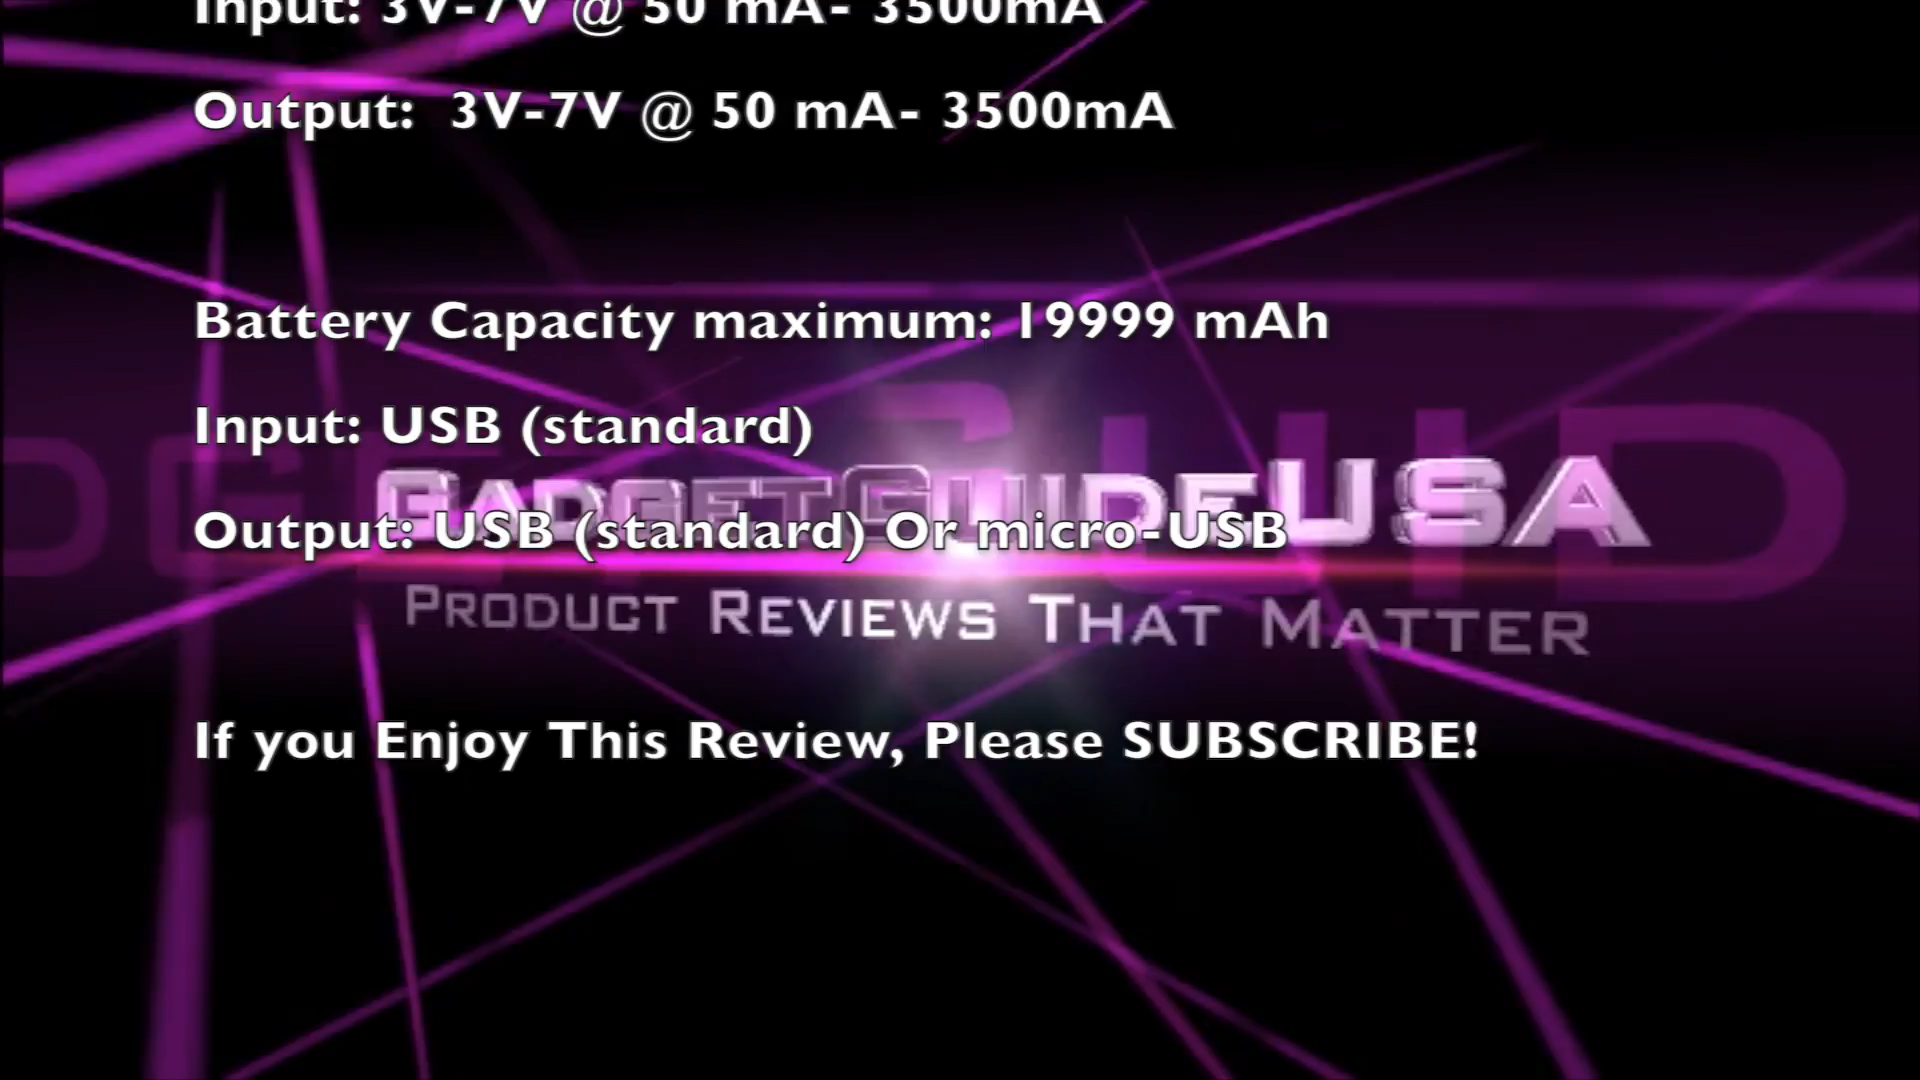 Input: 3V-7V @ 50 mA- 3500mA
Output: 3V-7V @ 50 mA- 3500mA
Battery Capacity maximum: 19999 mAh
Input: USB (standard)
GADGETGUIDEUSA
Output: USB (standard) Or micro-USB
PRODUCT REVIEWS THAT MATTER
If you Enjoy This Review, Please SUBSCRIBE!